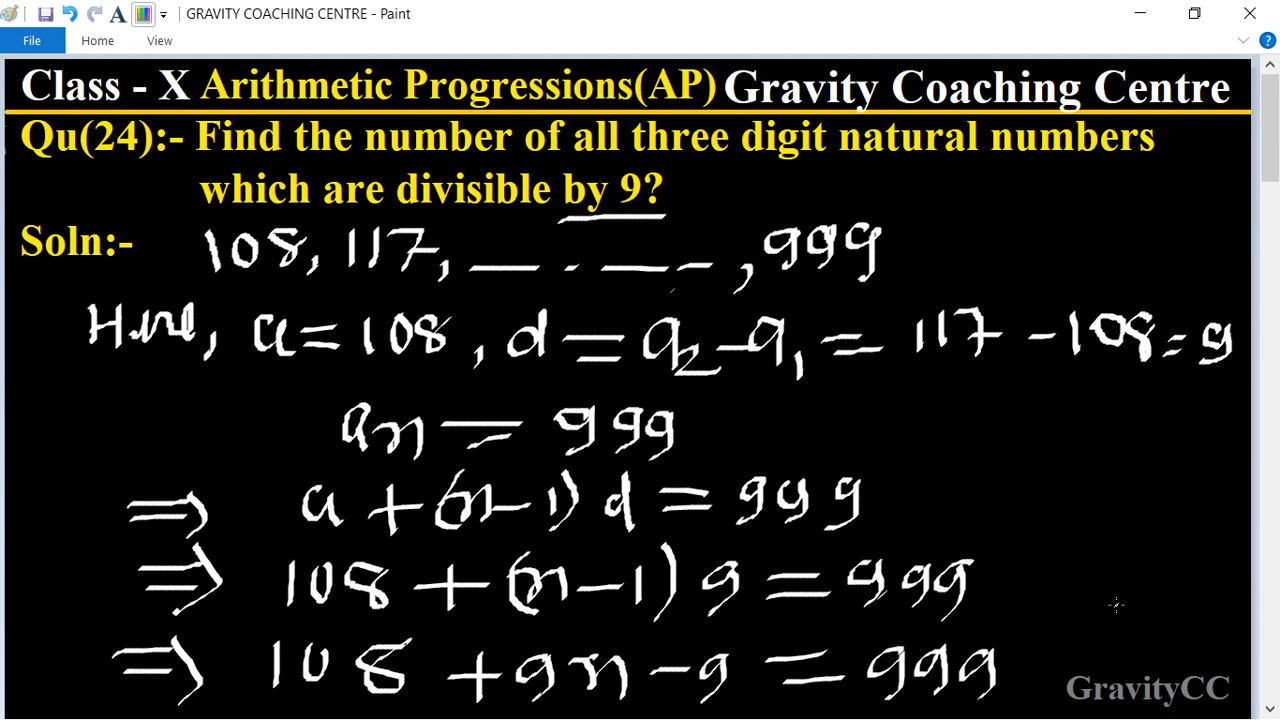 GRAVITY COACHING CENTRE - Paint
File Home View
Class - X Arithmetic Progressions(AP) Gravity Coaching Centre
Qu(24):- Find the number of all three digit natural numbers
which are divisible by 9?
Soln:- 108, 117, __ . __ _ , 999
Here, a = 108 , d = a₂ - a₁ = 117 - 108 = 9
an = 999
⇒ a + (n - 1) d = 999
⇒ 108 + (n - 1) 9 = 999
⇒ 108 + 9n - 9 = 999
GravityCC